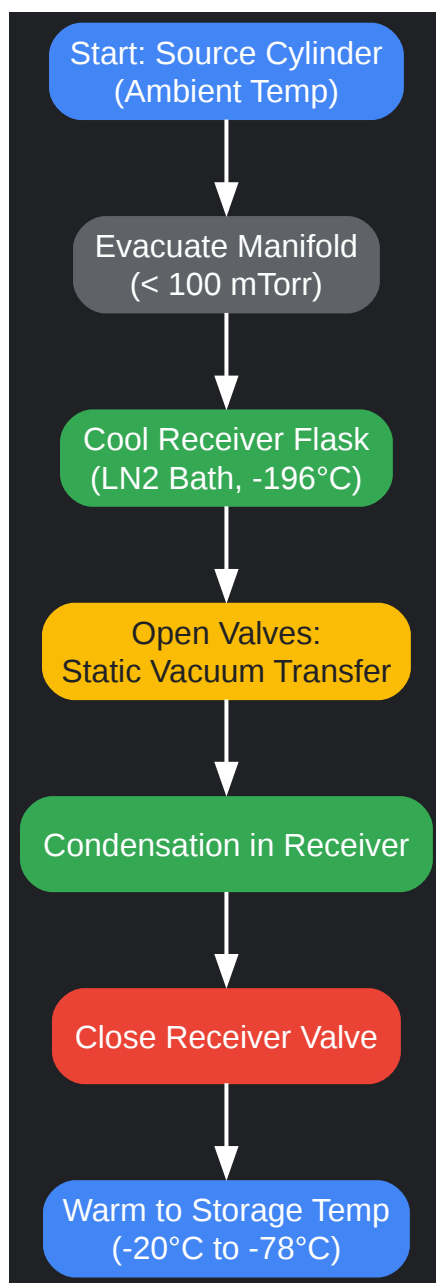 Start: Source Cylinder
(Ambient Temp)
Evacuate Manifold
(< 100 mTorr)
Cool Receiver Flask
(LN2 Bath, -196°C)
Open Valves:
Static Vacuum Transfer
Condensation in Receiver
Close Receiver Valve
Warm to Storage Temp
(-20°C to -78°C)